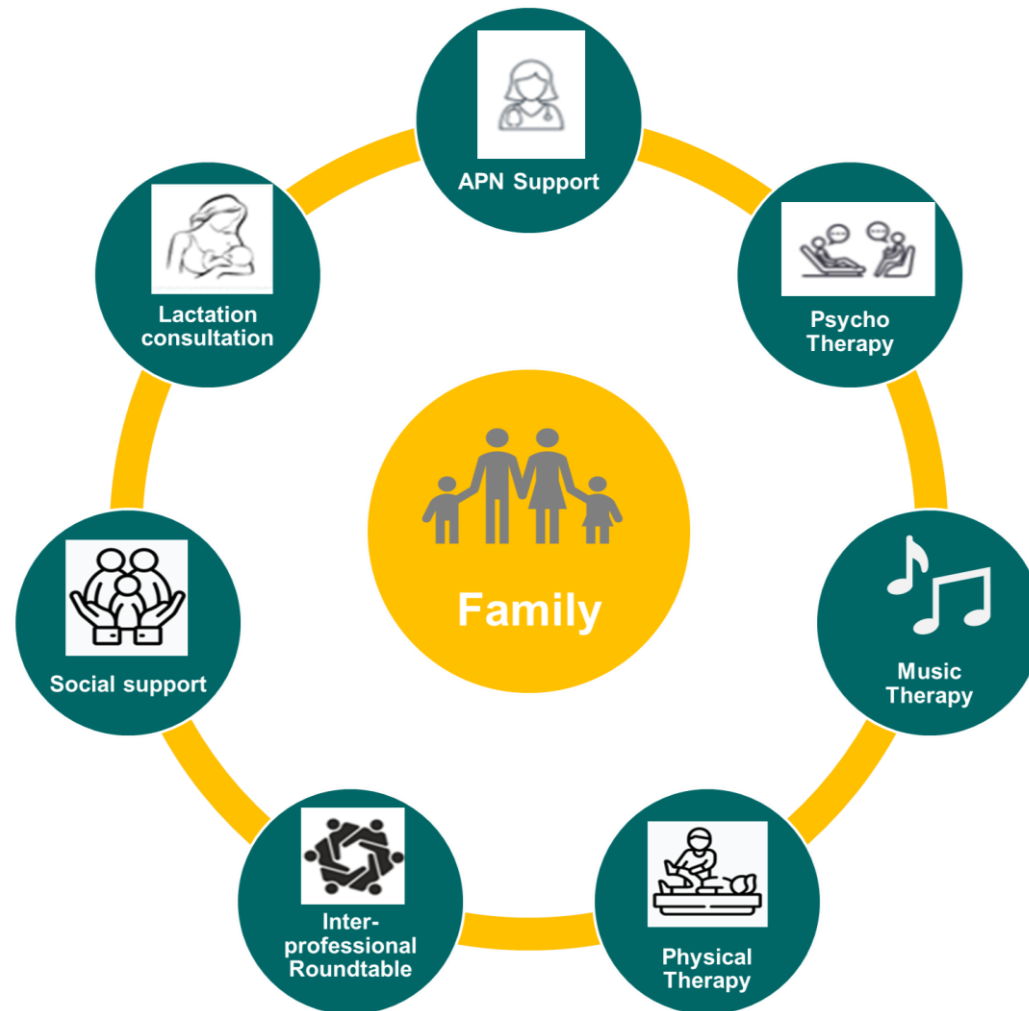 APN Support
Psycho
Therapy
Music
Therapy
Physical
Therapy
Inter-
professional
Roundtable
Social support
Lactation
consultation
Family